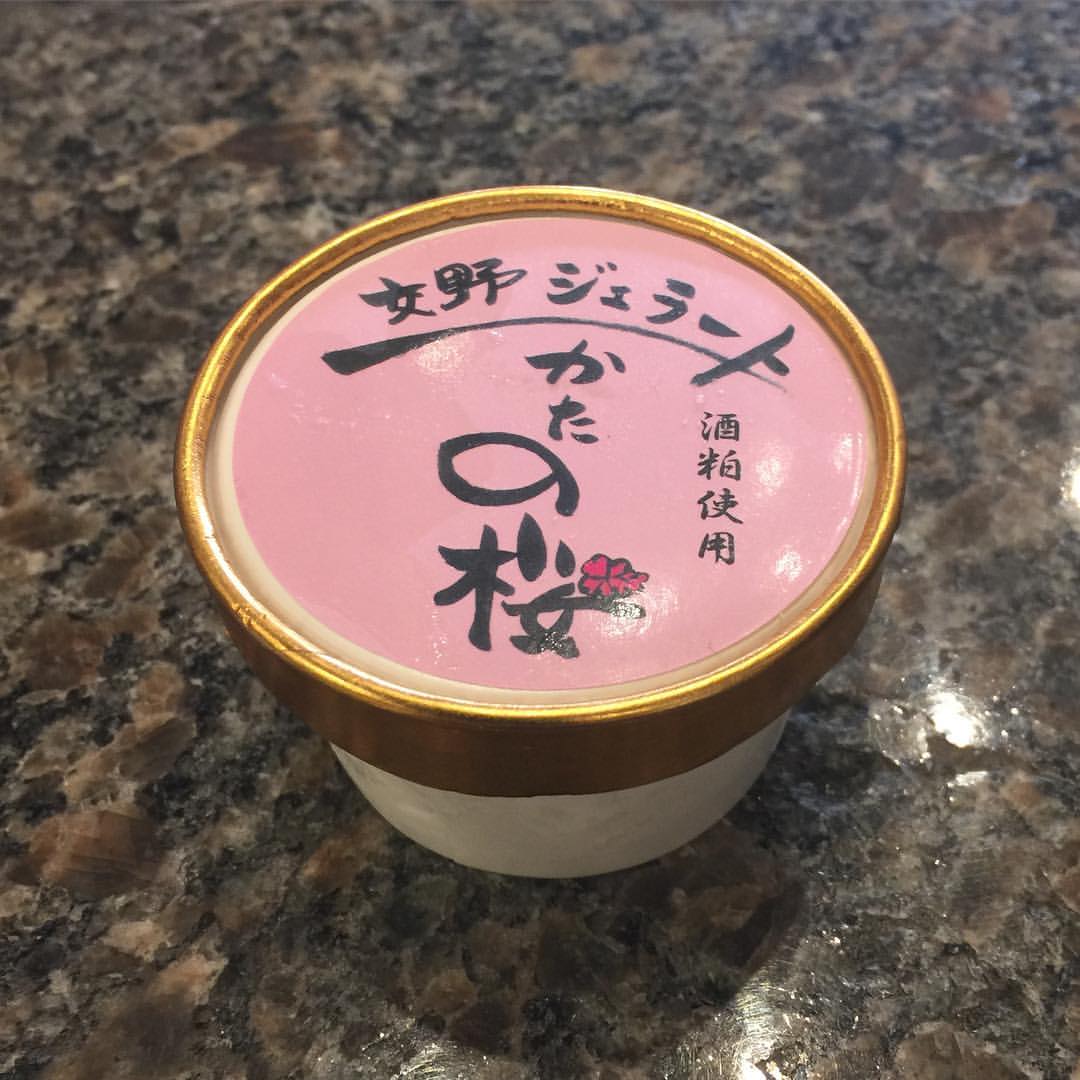 交野ジェラート
かたの桜
酒粕使用